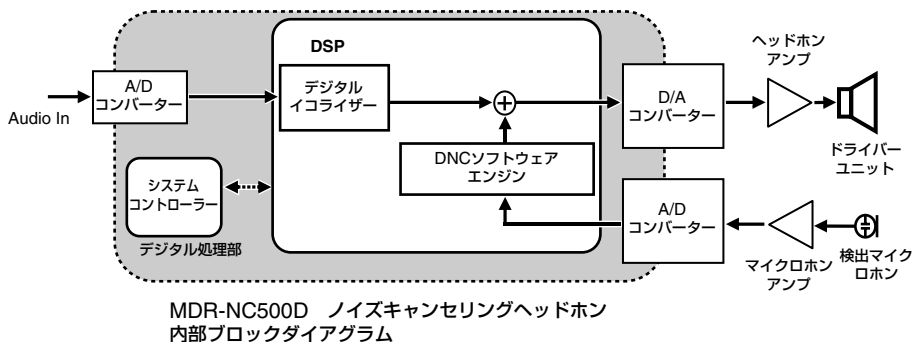 DSP
ヘッドホン
アンプ
A/D
コンバーター
デジタル
イコライザー
D/A
コンバーター
Audio In
DNCソフトウェア
エンジン
ドライバー
ユニット
システム
コントローラー
A/D
コンバーター
デジタル処理部
マイクロホン
アンプ
検出マイク
ロホン
MDR-NC500D　ノイズキャンセリングヘッドホン
内部ブロックダイアグラム